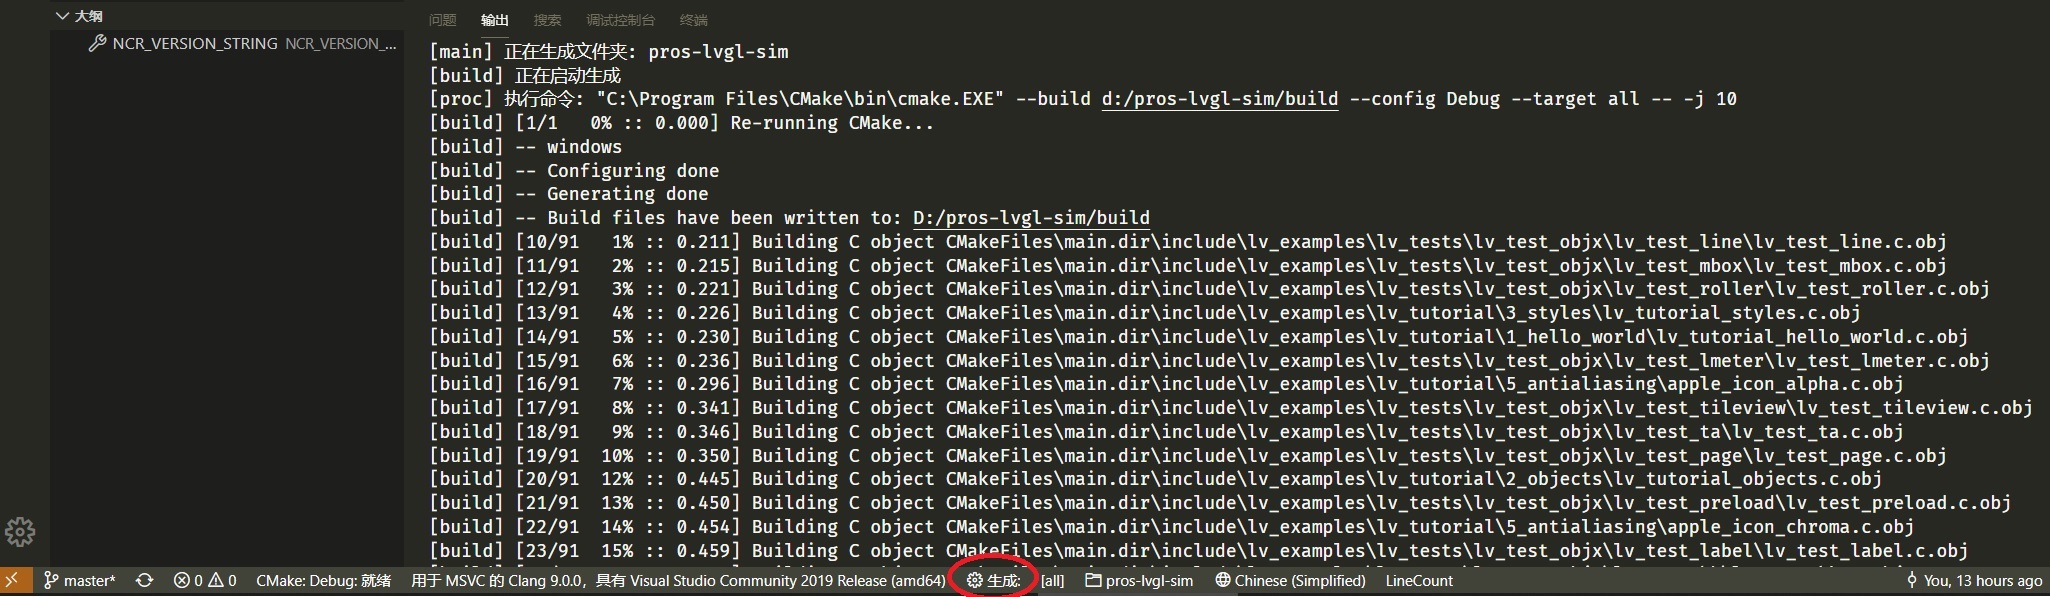 大纲
NCR_VERSION_STRING NCR_VERSION_...
问题 输出 搜索 调试控制台 终端
[main] 正在生成文件夹: pros-lvgl-sim
[build] 正在启动生成
[proc] 执行命令: "C:\Program Files\CMake\bin\cmake.EXE" --build d:/pros-lvgl-sim/build --config Debug --target all -- -j 10
[build] [1/1   0% :: 0.000] Re-running CMake...
[build] -- windows
[build] -- Configuring done
[build] -- Generating done
[build] -- Build files have been written to: D:/pros-lvgl-sim/build
[build] [10/91   1% :: 0.211] Building C object CMakeFiles\main.dir\include\lv_examples\lv_tests\lv_test_objx\lv_test_line\lv_test_line.c.obj
[build] [11/91   2% :: 0.215] Building C object CMakeFiles\main.dir\include\lv_examples\lv_tests\lv_test_objx\lv_test_mbox\lv_test_mbox.c.obj
[build] [12/91   3% :: 0.221] Building C object CMakeFiles\main.dir\include\lv_examples\lv_tests\lv_test_objx\lv_test_roller\lv_test_roller.c.obj
[build] [13/91   4% :: 0.226] Building C object CMakeFiles\main.dir\include\lv_examples\lv_tutorial\3_styles\lv_tutorial_styles.c.obj
[build] [14/91   5% :: 0.230] Building C object CMakeFiles\main.dir\include\lv_examples\lv_tutorial\1_hello_world\lv_tutorial_hello_world.c.obj
[build] [15/91   6% :: 0.236] Building C object CMakeFiles\main.dir\include\lv_examples\lv_tests\lv_test_objx\lv_test_lmeter\lv_test_lmeter.c.obj
[build] [16/91   7% :: 0.296] Building C object CMakeFiles\main.dir\include\lv_examples\lv_tutorial\5_antialiasing\apple_icon_alpha.c.obj
[build] [17/91   8% :: 0.341] Building C object CMakeFiles\main.dir\include\lv_examples\lv_tests\lv_test_objx\lv_test_tileview\lv_test_tileview.c.obj
[build] [18/91   9% :: 0.346] Building C object CMakeFiles\main.dir\include\lv_examples\lv_tests\lv_test_objx\lv_test_ta\lv_test_ta.c.obj
[build] [19/91  10% :: 0.350] Building C object CMakeFiles\main.dir\include\lv_examples\lv_tests\lv_test_objx\lv_test_page\lv_test_page.c.obj
[build] [20/91  12% :: 0.445] Building C object CMakeFiles\main.dir\include\lv_examples\lv_tutorial\2_objects\lv_tutorial_objects.c.obj
[build] [21/91  13% :: 0.450] Building C object CMakeFiles\main.dir\include\lv_examples\lv_tests\lv_test_objx\lv_test_preload\lv_test_preload.c.obj
[build] [22/91  14% :: 0.454] Building C object CMakeFiles\main.dir\include\lv_examples\lv_tutorial\5_antialiasing\apple_icon_chroma.c.obj
[build] [23/91  15% :: 0.459] Building C object CMakeFiles\main.dir\include\lv_examples\lv_tests\lv_test_objx\lv_test_label\lv_test_label.c.obj
master* 0 0 CMake: Debug: 就绪 用于 MSVC 的 Clang 9.0.0，具有 Visual Studio Community 2019 Release (amd64) 生成: [all] pros-lvgl-sim Chinese (Simplified) LineCount You, 13 hours ago